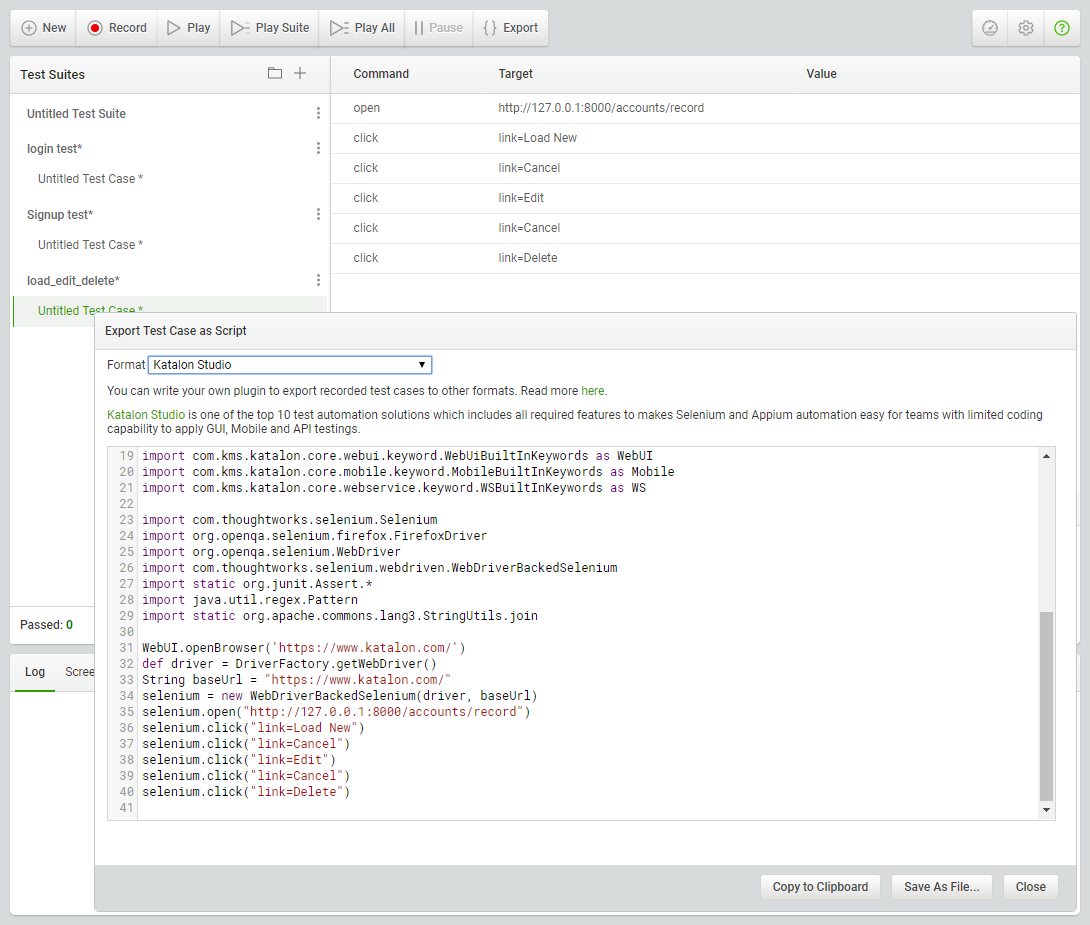 New Record Play Play Suite Play All Pause Export
Test Suites
Untitled Test Suite
login test*
Untitled Test Case *
Signup test*
Untitled Test Case *
load_edit_delete*
Untitled Test Case *
Passed: 0
Log Scree
Command Target Value
open http://127.0.0.1:8000/accounts/record
click link=Load New
click link=Cancel
click link=Edit
click link=Cancel
click link=Delete
Export Test Case as Script
Format Katalon Studio
You can write your own plugin to export recorded test cases to other formats. Read more here.
Katalon Studio is one of the top 10 test automation solutions which includes all required features to makes Selenium and Appium automation easy for teams with limited coding
capability to apply GUI, Mobile and API testings.
19 import com.kms.katalon.core.webui.keyword.WebUiBuiltInKeywords as WebUI
20 import com.kms.katalon.core.mobile.keyword.MobileBuiltInKeywords as Mobile
21 import com.kms.katalon.core.webservice.keyword.WSBuiltInKeywords as WS
22
23 import com.thoughtworks.selenium.Selenium
24 import org.openqa.selenium.firefox.FirefoxDriver
25 import org.openqa.selenium.WebDriver
26 import com.thoughtworks.selenium.webdriven.WebDriverBackedSelenium
27 import static org.junit.Assert.*
28 import java.util.regex.Pattern
29 import static org.apache.commons.lang3.StringUtils.join
30
31 WebUI.openBrowser('https://www.katalon.com/')
32 def driver = DriverFactory.getWebDriver()
33 String baseUrl = "https://www.katalon.com/"
34 selenium = new WebDriverBackedSelenium(driver, baseUrl)
35 selenium.open("http://127.0.0.1:8000/accounts/record")
36 selenium.click("link=Load New")
37 selenium.click("link=Cancel")
38 selenium.click("link=Edit")
39 selenium.click("link=Cancel")
40 selenium.click("link=Delete")
41
Copy to Clipboard Save As File... Close